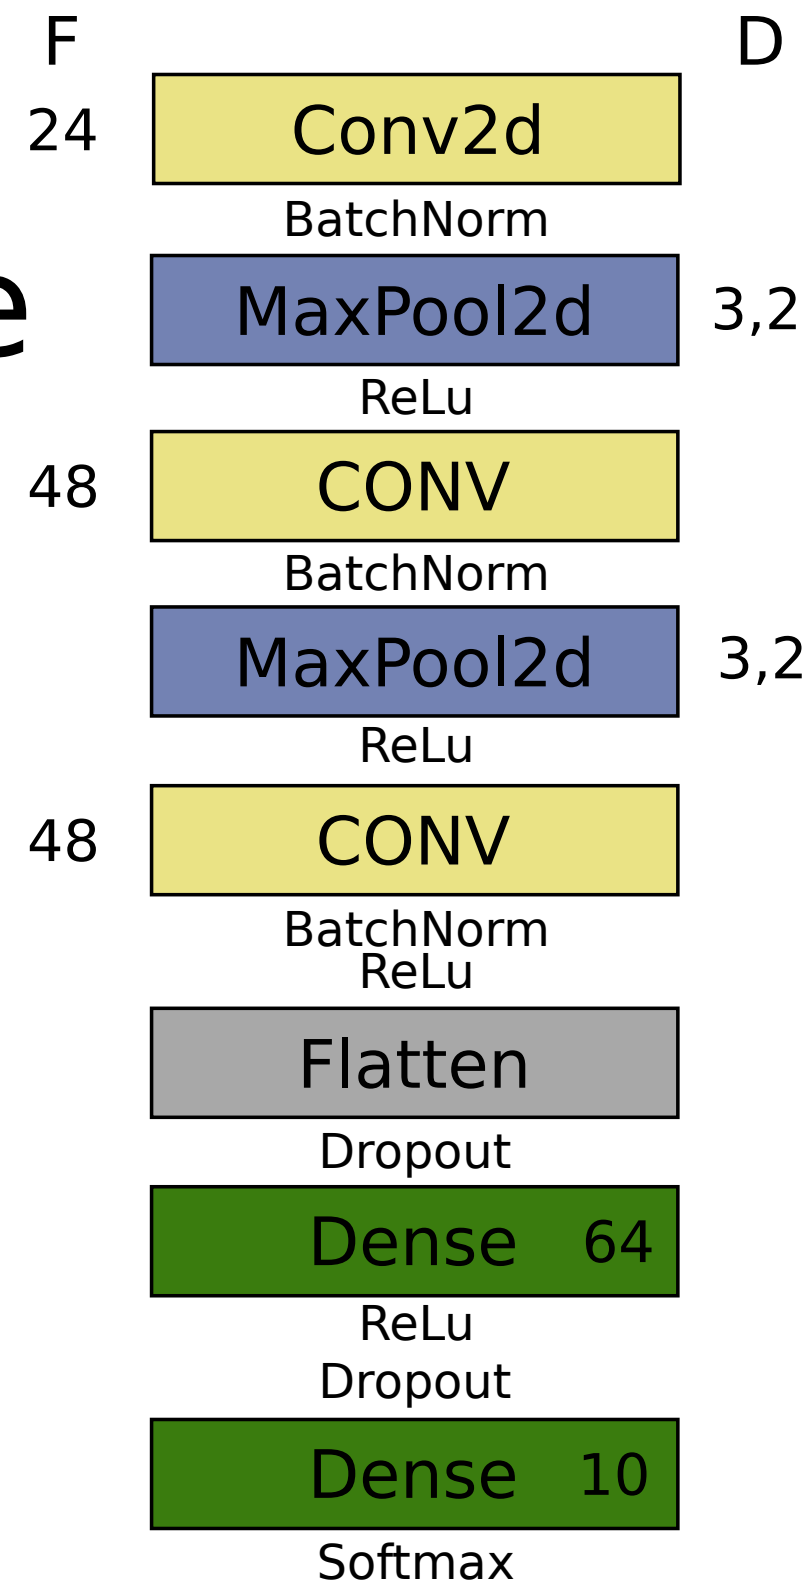 F D
24 Conv2d
BatchNorm
MaxPool2d 3,2
e
ReLu
48 CONV
BatchNorm
MaxPool2d 3,2
ReLu
48 CONV
BatchNorm
ReLu
Flatten
Dropout
Dense 64
ReLu
Dropout
Dense 10
Softmax